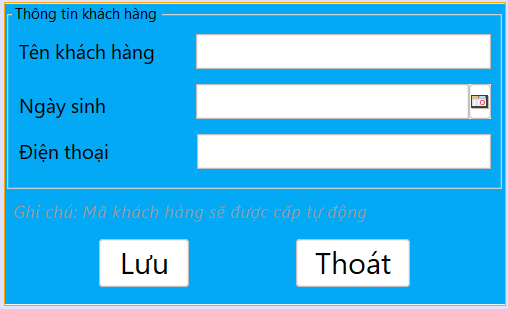 Thông tin khách hàng
Tên khách hàng
Ngày sinh
Điện thoại
Ghi chú: Mã khách hàng sẽ được cấp tự động
Lưu
Thoát